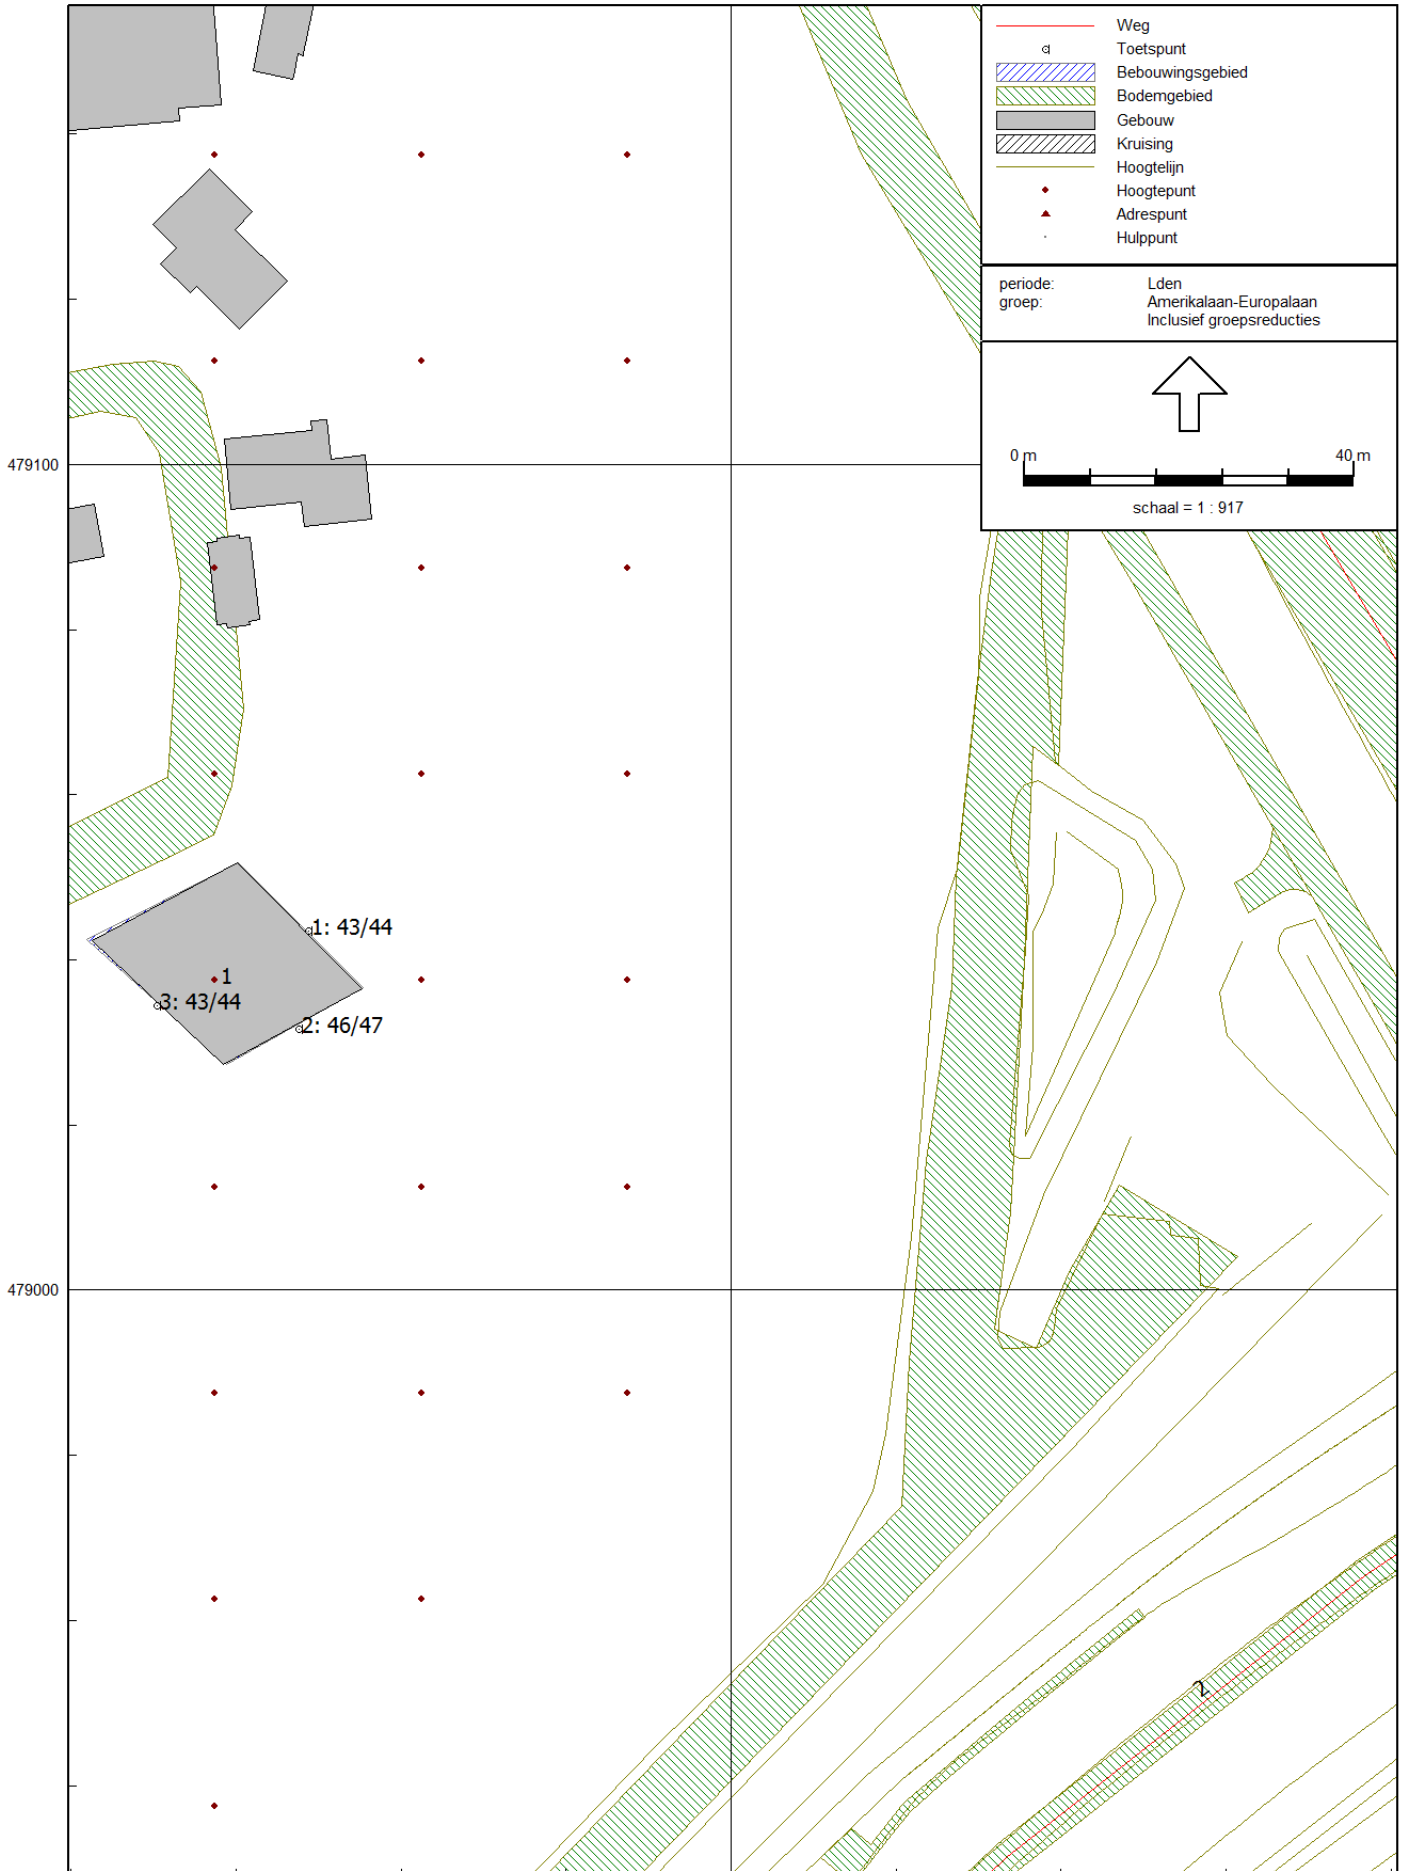 Weg
Toetspunt
Bebouwingsgebied
Bodemgebied
Gebouw
Kruising
Hoogtelijn
Hoogtepunt
Adrespunt
Hulppunt
periode: Lden
groep: Amerikalaan-Europalaan
Inclusief groepsreducties
0 m 40 m
schaal = 1 : 917
479100
1: 43/44
1
3: 43/44
2: 46/47
479000
2